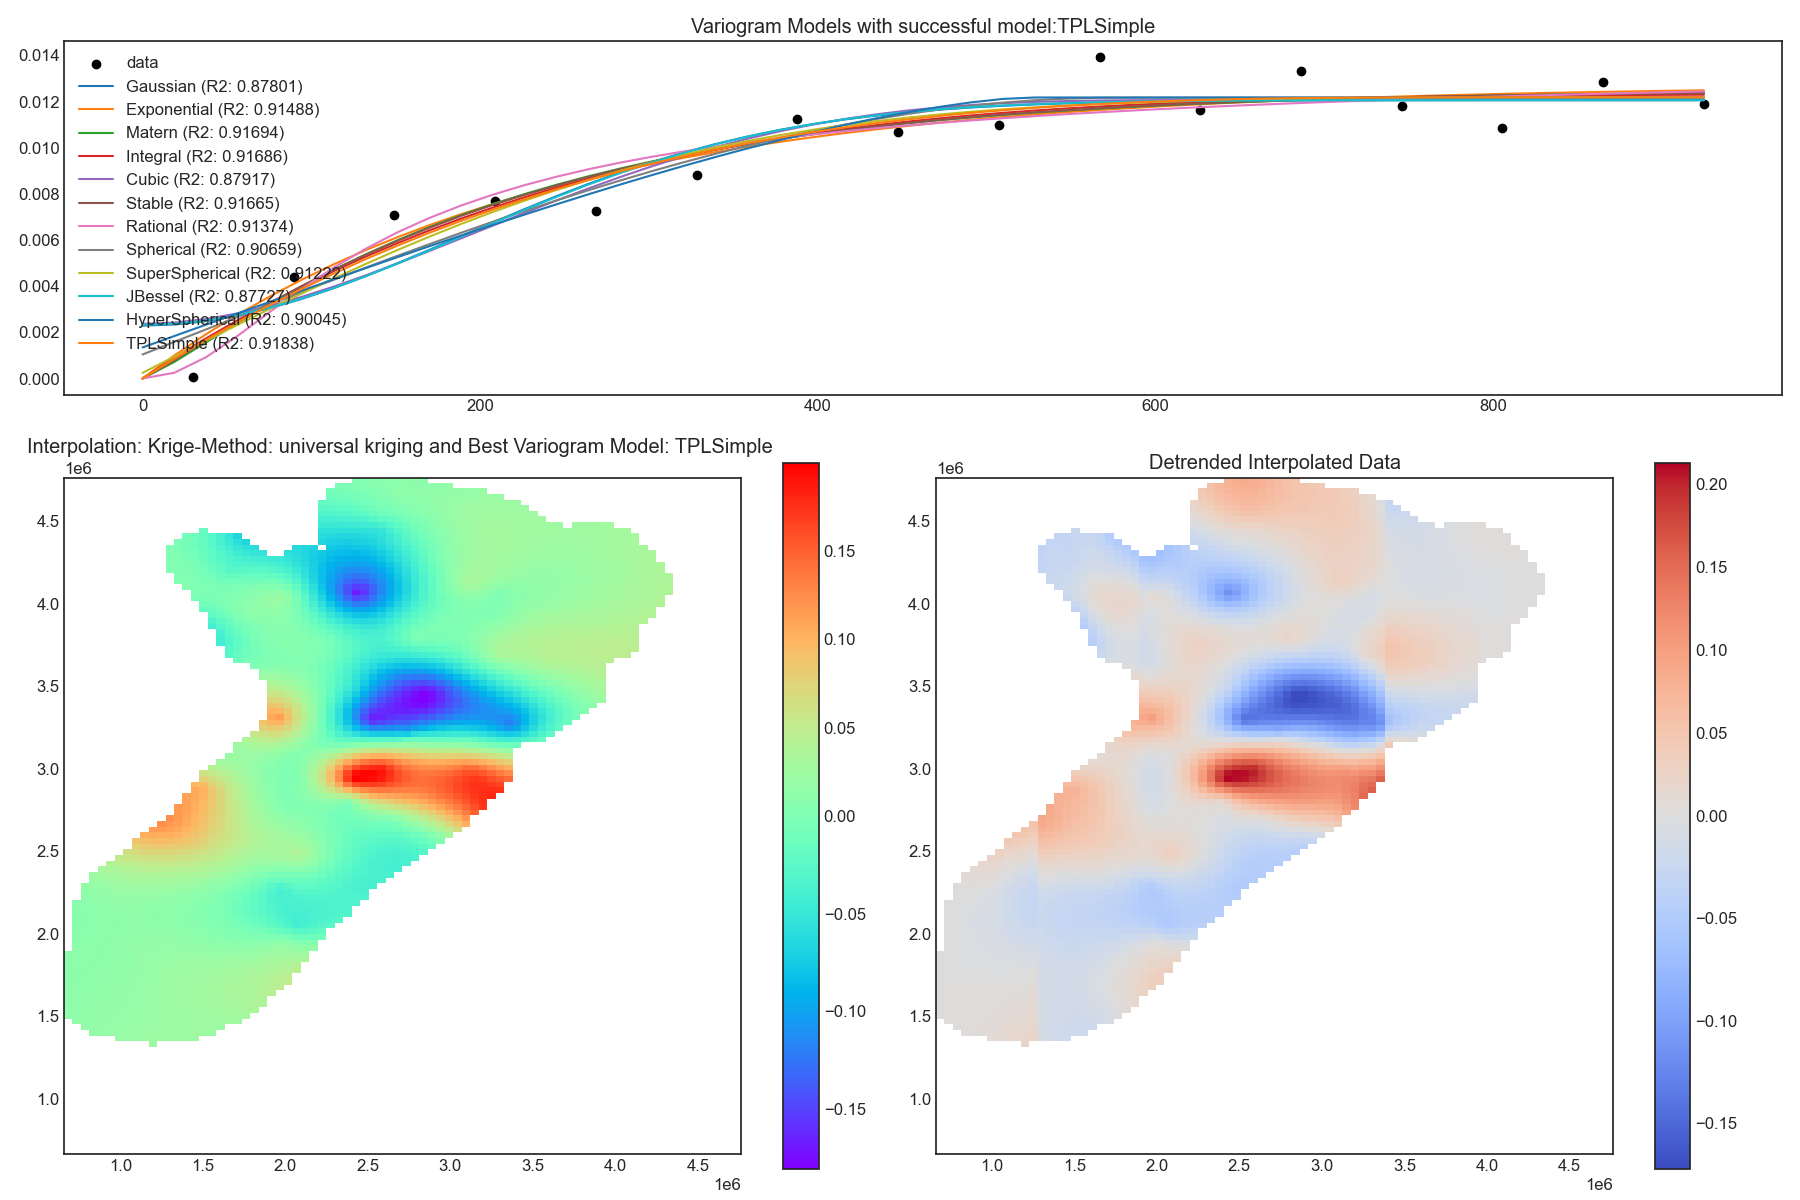 Variogram Models with successful model:TPLSimple
0.014
0.012
0.010
0.008
0.006
0.004
0.002
0.000
data
Gaussian (R2: 0.87801)
Exponential (R2: 0.91488)
Matern (R2: 0.91694)
Integral (R2: 0.91686)
Cubic (R2: 0.87917)
Stable (R2: 0.91665)
Rational (R2: 0.91374)
Spherical (R2: 0.90659)
SuperSpherical (R2: 0.91222)
JBessel (R2: 0.87727)
HyperSpherical (R2: 0.90045)
TPLSimple (R2: 0.91838)
0 200 400 600 800
Interpolation: Krige-Method: universal kriging and Best Variogram Model: TPLSimple
1e6
4.5
4.0
3.5
3.0
2.5
2.0
1.5
1.0
1.0 1.5 2.0 2.5 3.0 3.5 4.0 4.5
1e6
0.15
0.10
0.05
0.00
−0.05
−0.10
−0.15
Detrended Interpolated Data
1e6
4.5
4.0
3.5
3.0
2.5
2.0
1.5
1.0
1.0 1.5 2.0 2.5 3.0 3.5 4.0 4.5
1e6
0.20
0.15
0.10
0.05
0.00
−0.05
−0.10
−0.15